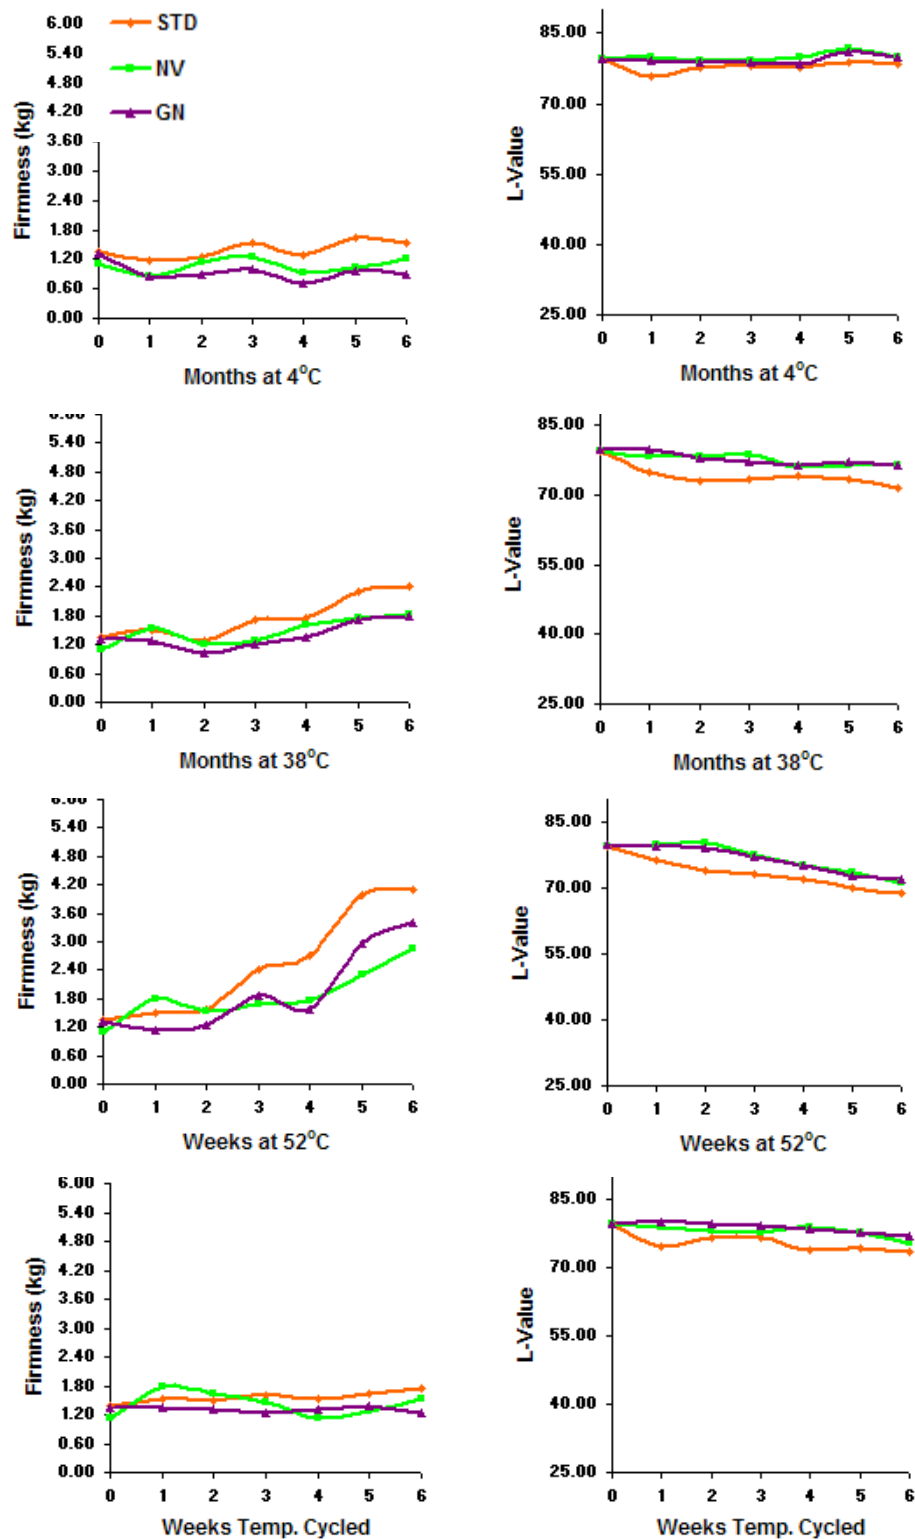 6.00
5.40
4.80
4.20
3.60
3.00
2.40
1.80
1.20
0.60
0.00
Firmness (kg)
STD
NV
GN
0 1 2 3 4 5 6
Months at 4°C
85.00
70.00
55.00
40.00
25.00
L-Value
0 1 2 3 4 5 6
Months at 4°C
6.00
5.40
4.80
4.20
3.60
3.00
2.40
1.80
1.20
0.60
0.00
Firmness (kg)
0 1 2 3 4 5 6
Months at 38°C
85.00
70.00
55.00
40.00
25.00
L-Value
0 1 2 3 4 5 6
Months at 38°C
6.00
5.40
4.80
4.20
3.60
3.00
2.40
1.80
1.20
0.60
0.00
Firmness (kg)
0 1 2 3 4 5 6
Weeks at 52°C
85.00
70.00
55.00
40.00
25.00
L-Value
0 1 2 3 4 5 6
Weeks at 52°C
6.00
5.40
4.80
4.20
3.60
3.00
2.40
1.80
1.20
0.60
0.00
Firmness (kg)
0 1 2 3 4 5 6
Weeks Temp. Cycled
85.00
70.00
55.00
40.00
25.00
L-Value
0 1 2 3 4 5 6
Weeks Temp. Cycled